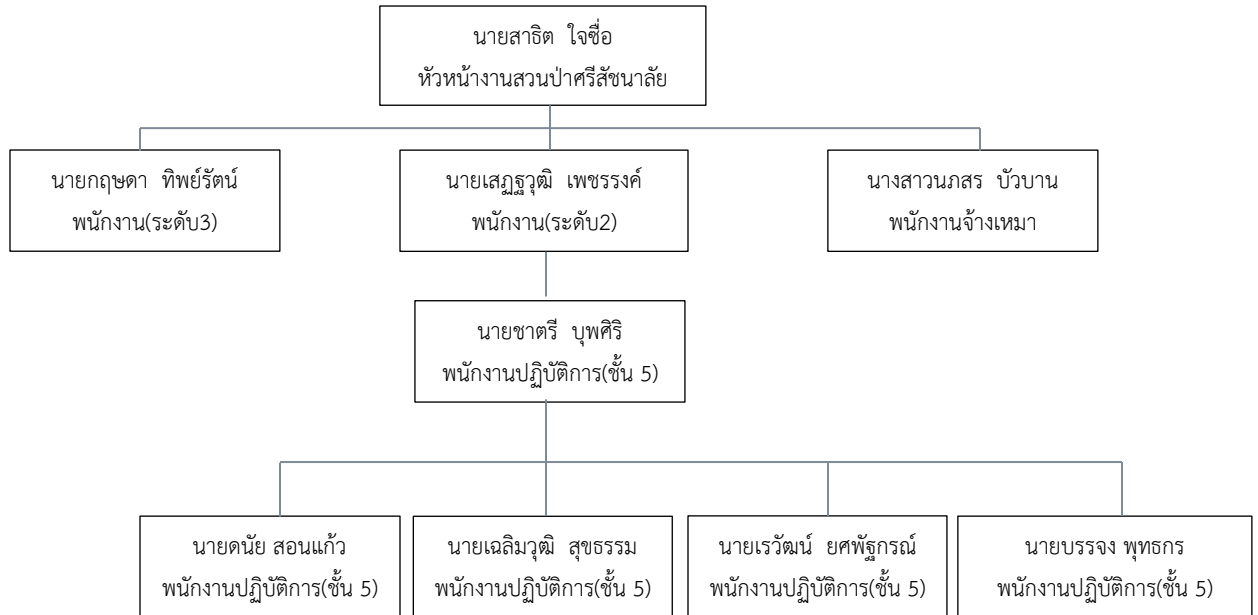 นายสาธิต ใจซื่อ
หัวหน้างานสวนป่าศรีสัชนาลัย
นายกฤษดา ทิพย์รัตน์
พนักงาน(ระดับ3)
นายเสฏฐวุฒิ เพชรรงค์
พนักงาน(ระดับ2)
นางสาวนภสร บัวบาน
พนักงานจ้างเหมา
นายชาตรี บุพศิริ
พนักงานปฏิบัติการ(ชั้น 5)
นายดนัย สอนแก้ว
พนักงานปฏิบัติการ(ชั้น 5)
นายเฉลิมวุฒิ สุขธรรม
พนักงานปฏิบัติการ(ชั้น 5)
นายเรวัฒน์ ยศพัฐกรณ์
พนักงานปฏิบัติการ(ชั้น 5)
นายบรรจง พุทธกร
พนักงานปฏิบัติการ(ชั้น 5)